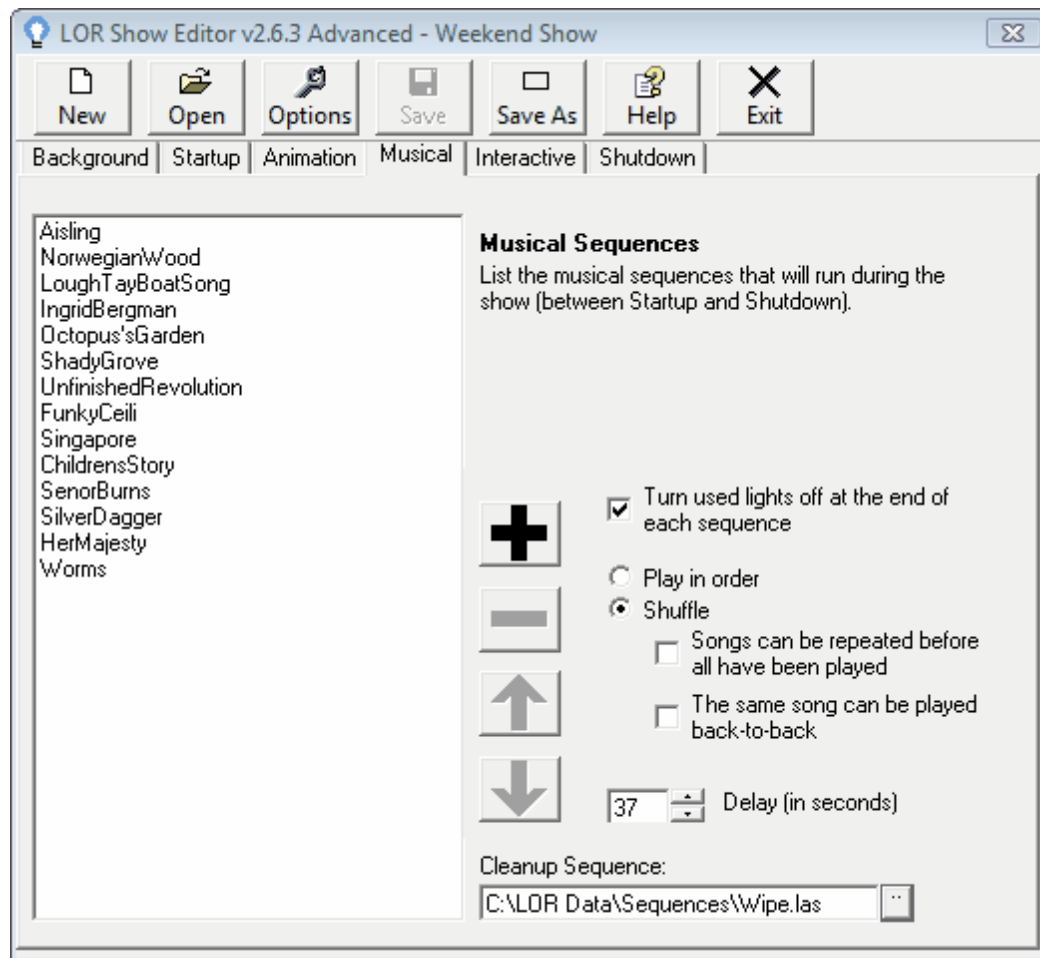 LOR Show Editor v2.6.3 Advanced - Weekend Show
New Open Options Save Save As Help Exit
Background Startup Animation Musical Interactive Shutdown
Aisling
NorwegianWood
LoughTayBoatSong
IngridBergman
Octopus'sGarden
ShadyGrove
UnfinishedRevolution
FunkyCeili
Singapore
ChildrensStory
SenorBurns
SilverDagger
HerMajesty
Worms
Musical Sequences
List the musical sequences that will run during the
show (between Startup and Shutdown).
Turn used lights off at the end of
each sequence
Play in order
Shuffle
Songs can be repeated before
all have been played
The same song can be played
back-to-back
37 Delay (in seconds)
Cleanup Sequence:
C:\LOR Data\Sequences\Wipe.las ..